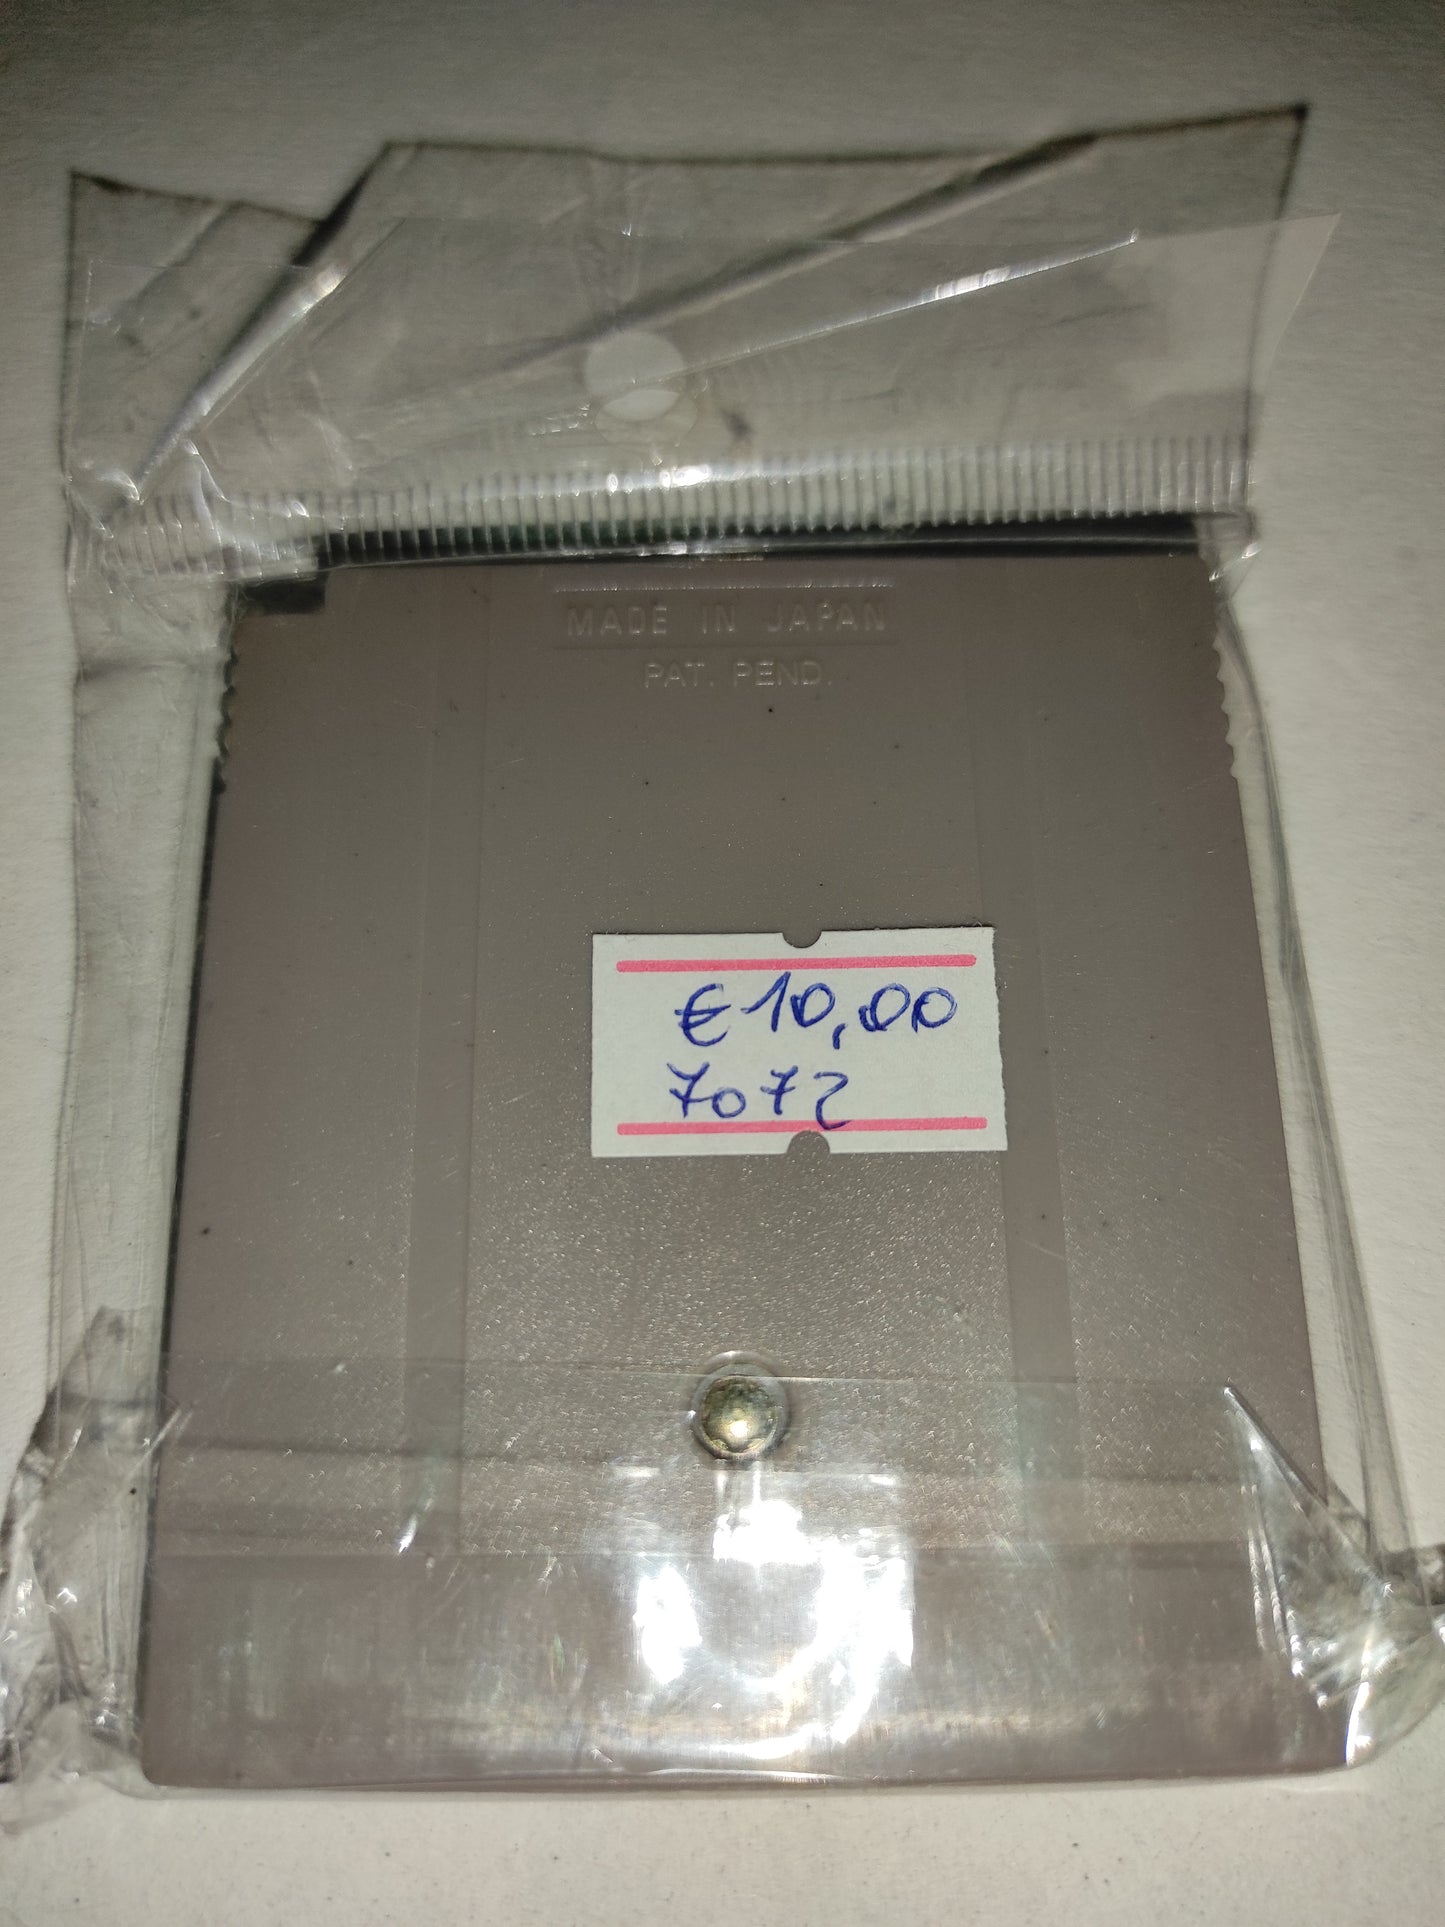 MADE IN JAPAN
PAT. PEND.
€10,00
7072